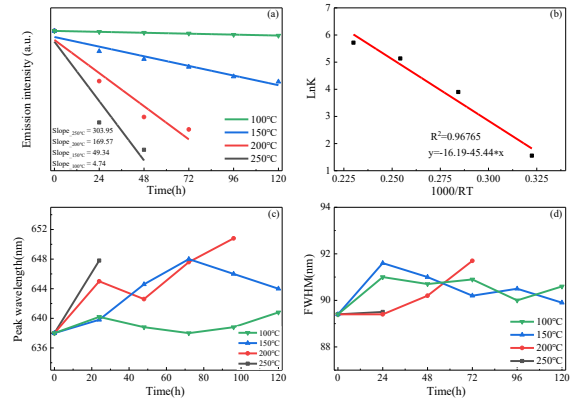 (a)
Emission intensity (a.u.)
100℃
150℃
200℃
250℃
Slope 250℃ = 303.95
Slope 200℃ = 169.57
Slope 150℃ = 49.34
Slope 100℃ = 4.74
0 24 48 72 96 120
Time(h)
(b)
LnK
6
5
4
3
2
1
R²=0.96765
y=-16.19-45.44*x
0.225 0.250 0.275 0.300 0.325
1000/RT
(c)
Peak wavelength(nm)
652
648
644
640
636
100℃
150℃
200℃
250℃
0 20 40 60 80 100 120
Time(h)
(d)
FWHM(nm)
94
92
90
88
100℃
150℃
200℃
250℃
0 24 48 72 96 120
Time(h)